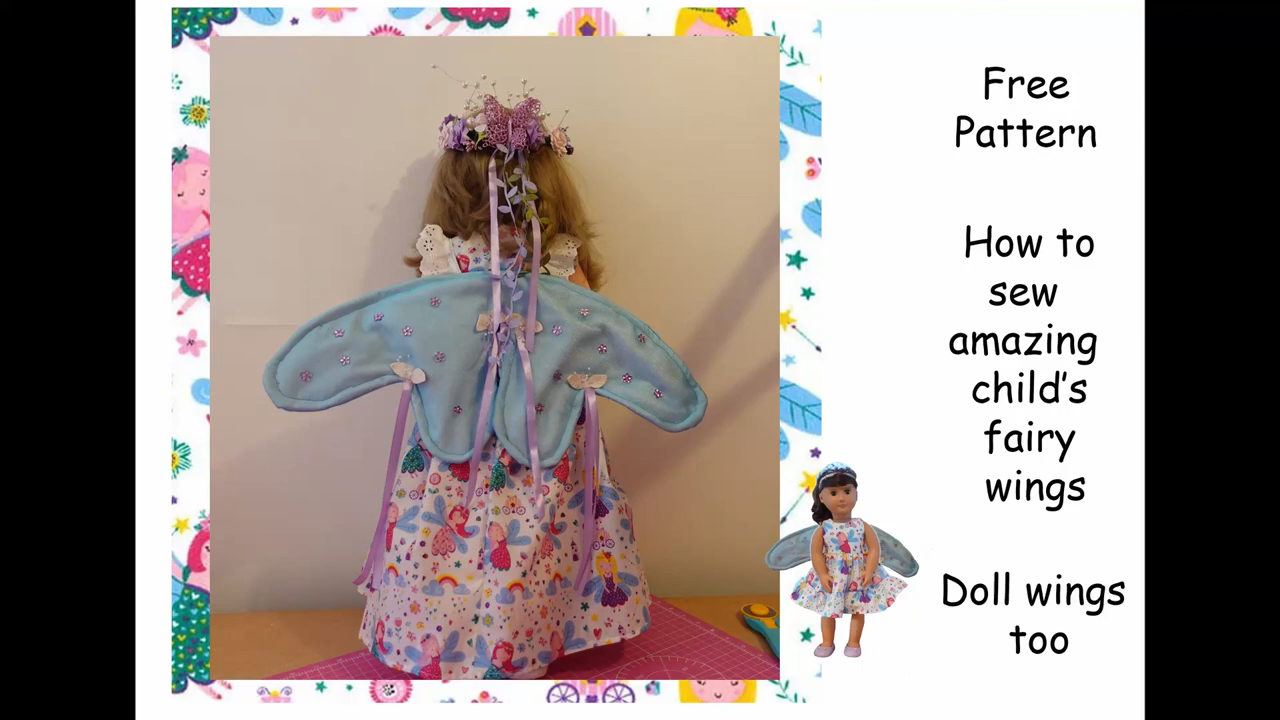 Free
Pattern
How to
sew
amazing
child's
fairy
wings
Doll wings
too